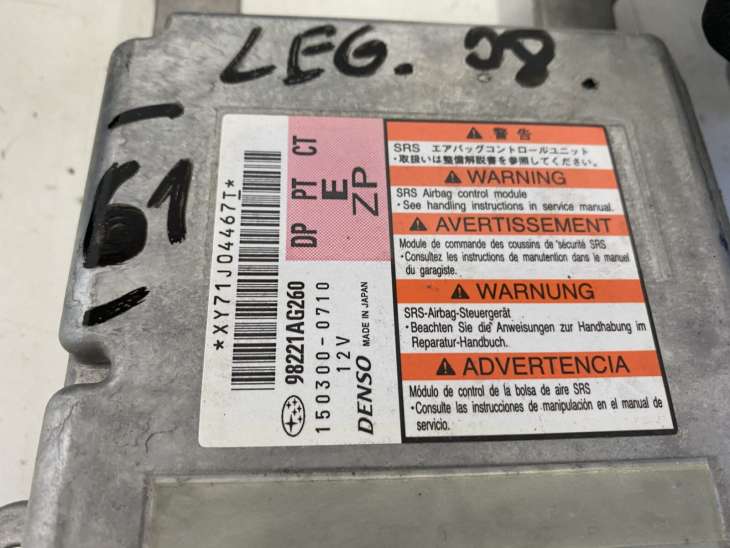 LEG. 08.
61
*XY71J04467T*
DP PT CT
E
ZP
98221AG260
150300-0710
12V
DENSO MADE IN JAPAN
警告
SRS エアバッグコントロールユニット
・取扱いは整備解説書を参照してください。
WARNING
SRS Airbag control module
・See handling instructions in service manual.
AVERTISSEMENT
Module de commande des coussins de sécurité SRS
・Consultez les instructions de manutention dans le manuel
du garagiste.
WARNUNG
SRS-Airbag-Steuergerät
・Beachten Sie die Anweisungen zur Handhabung im
Reparatur-Handbuch.
ADVERTENCIA
Módulo de control de la bolsa de aire SRS
・Consulte las instrucciones de manipulación en el manual de
servicio.